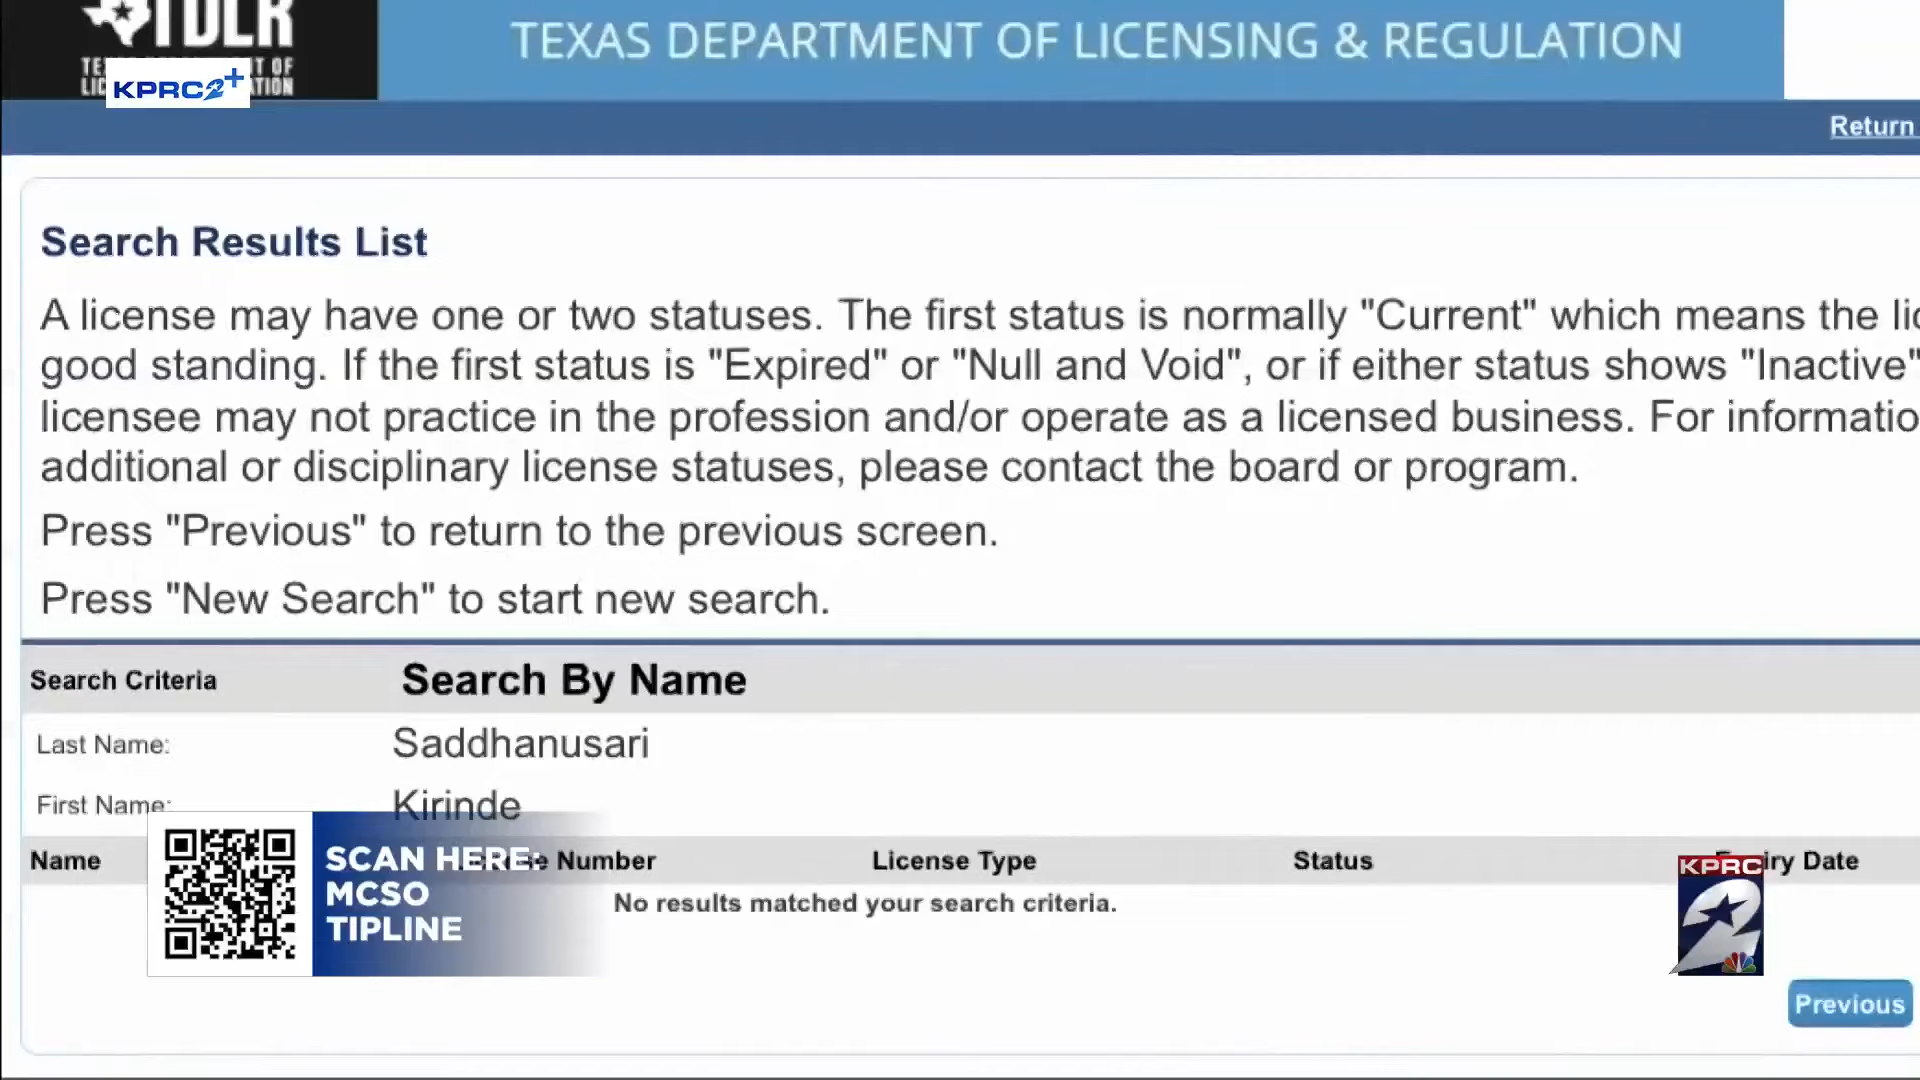 TDLR
TEXAS DEPARTMENT OF LICENSING & REGULATION
KPRC2+
Return
Search Results List
A license may have one or two statuses. The first status is normally "Current" which means the
good standing. If the first status is "Expired" or "Null and Void", or if either status shows "Inactive"
licensee may not practice in the profession and/or operate as a licensed business. For
additional or disciplinary license statuses, please contact the board or program.
Press "Previous" to return to the previous screen.
Press "New Search" to start new search.
Search Criteria Search By Name
Last Name: Saddhanusari
First Name: Kirinde
Name Number License Type Status Date
No results matched your search criteria.
SCAN HERE:
MCSO
TIPLINE
KPRC
2
Previous